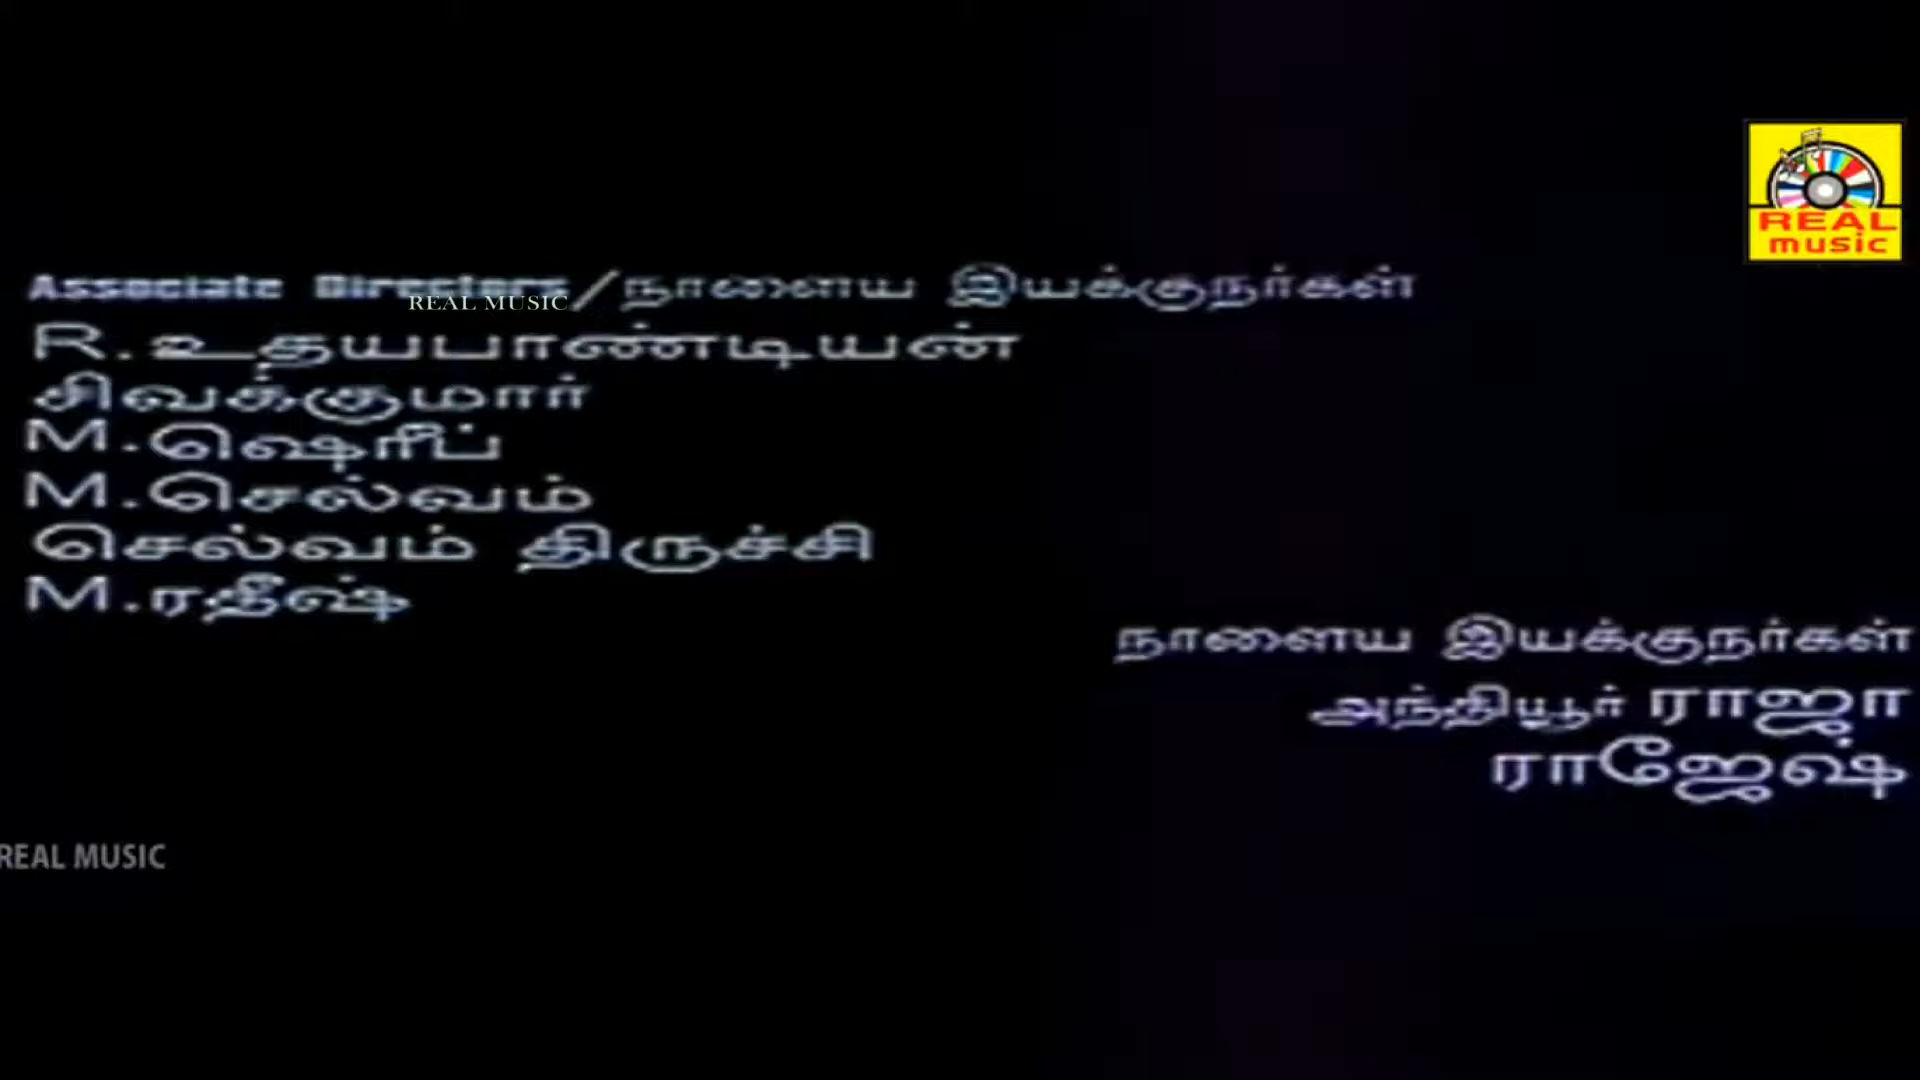 REAL
music
Associate Directors/நாளைய இயக்குநர்கள்
REAL MUSIC
R.உதயபாண்டியன்
சிவக்குமார்
M.ஷெரீப்
M.செல்வம்
செல்வம் திருச்சி
M.ரதீஷ்
நாளைய இயக்குநர்கள்
அந்தியூர் ராஜா
ராஜேஷ்
REAL MUSIC